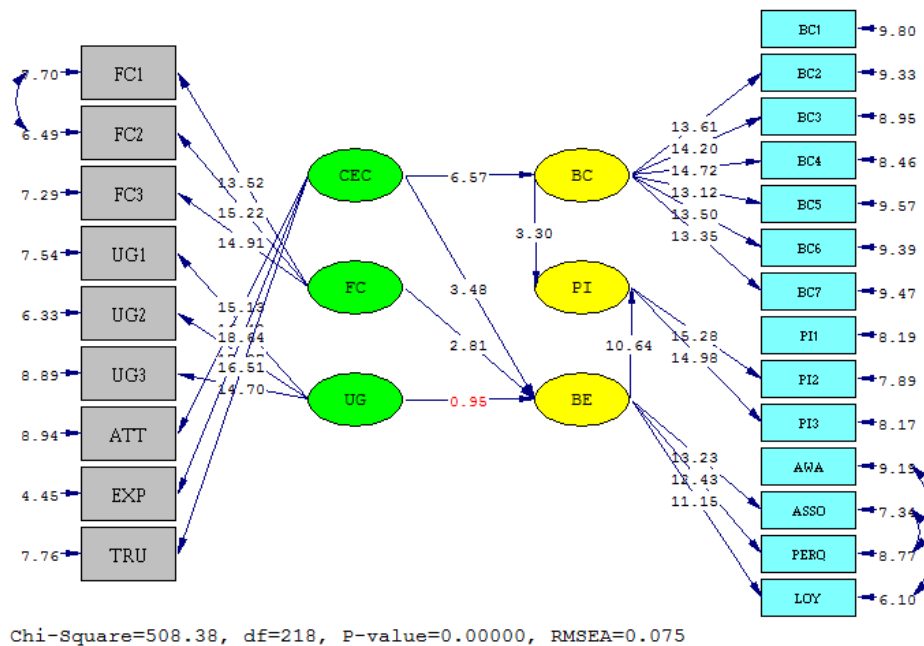 7.70 FC1
6.49 FC2
7.29 FC3
7.54 UG1
6.33 UG2
8.89 UG3
8.94 ATT
4.45 EXP
7.76 TRU
13.52
15.22
14.91
15.13
18.64
16.51
14.70
CEC
FC
UG
6.57
3.48
2.81
0.95
BC
PI
BE
3.30
10.64
13.61
14.20
14.72
13.12
13.50
13.35
15.28
14.98
13.23
12.43
11.15
BC1 9.80
BC2 9.33
BC3 8.95
BC4 8.46
BC5 9.57
BC6 9.39
BC7 9.47
PI1 8.19
PI2 7.89
PI3 8.17
AWA 9.19
ASSO 7.34
PERQ 8.77
LOY 6.10
Chi-Square=508.38, df=218, P-value=0.00000, RMSEA=0.075